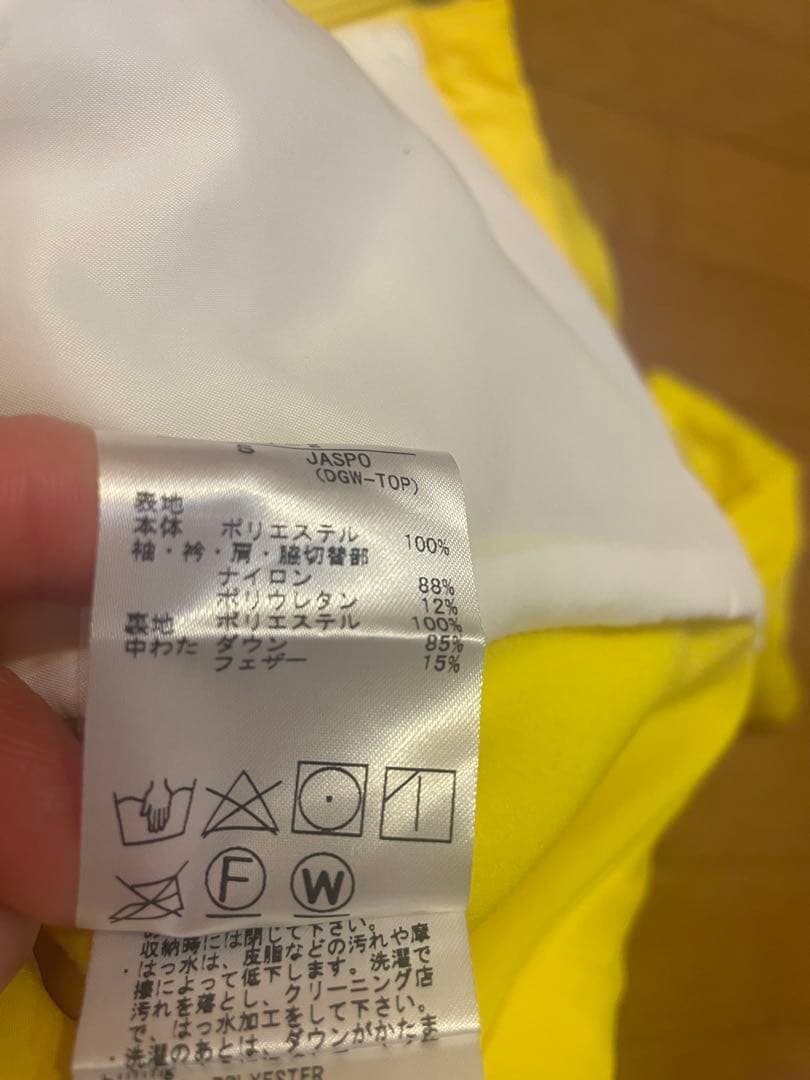 JASPO
(DGW-TOP)
表地
本体 ポリエステル 100%
袖・衿・肩・脇切替部
ナイロン 88%
ポリウレタン 12%
裏地 ポリエステル 100%
中わた ダウン 85%
フェザー 15%
F W
収納時には閉じて下さい。
・はっ水は、皮脂などの汚れや摩
擦によって低下します。洗濯で
汚れを落とし、クリーニング店
で、はっ水加工をして下さい。
・洗濯のあとは、ダウンがかたま
POLYESTER